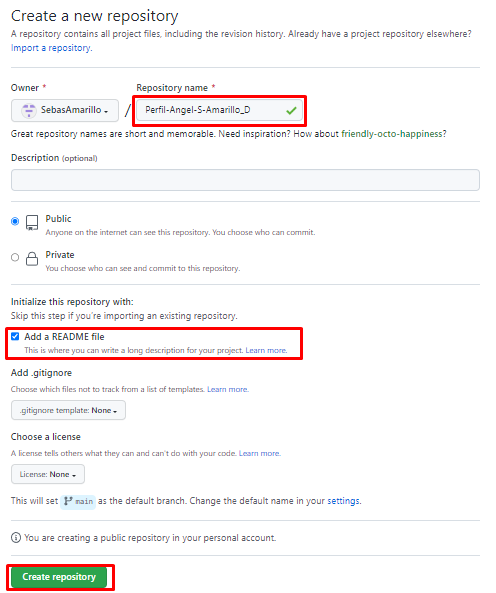 Create a new repository
A repository contains all project files, including the revision history. Already have a project repository elsewhere?
Import a repository.
Owner * Repository name *
SebasAmarillo / Perfil-Angel-S-Amarillo_D
Great repository names are short and memorable. Need inspiration? How about friendly-octo-happiness?
Description (optional)
Public
Anyone on the internet can see this repository. You choose who can commit.
Private
You choose who can see and commit to this repository.
Initialize this repository with:
Skip this step if you're importing an existing repository.
Add a README file
This is where you can write a long description for your project. Learn more.
Add .gitignore
Choose which files not to track from a list of templates. Learn more.
.gitignore template: None
Choose a license
A license tells others what they can and can't do with your code. Learn more.
License: None
This will set main as the default branch. Change the default name in your settings.
You are creating a public repository in your personal account.
Create repository